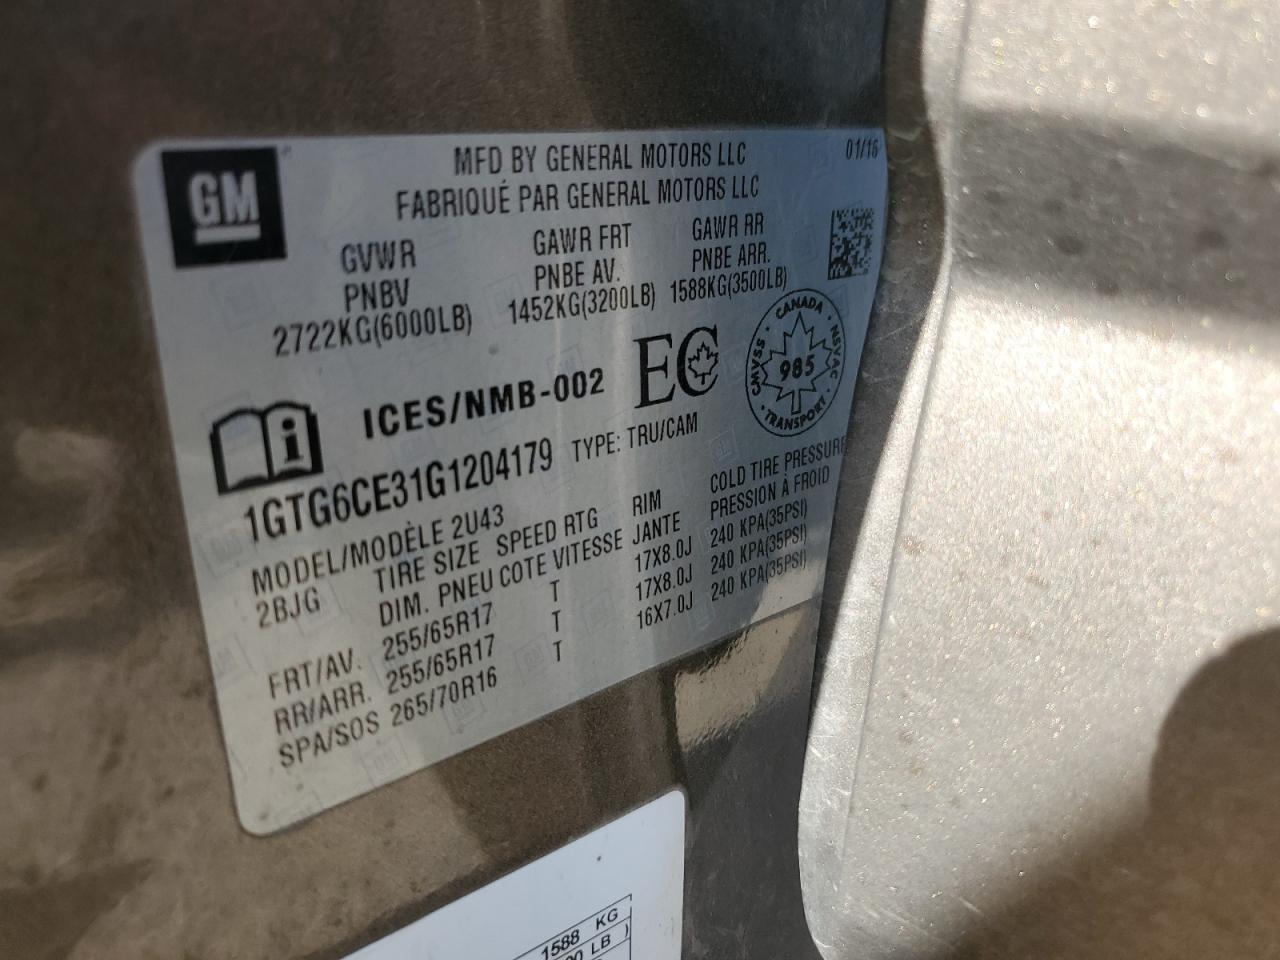 GM
MFD BY GENERAL MOTORS LLC 01/16
FABRIQUÉ PAR GENERAL MOTORS LLC
GVWR GAWR FRT GAWR RR
PNBV PNBE AV. PNBE ARR.
2722KG(6000LB) 1452KG(3200LB) 1588KG(3500LB)
ICES/NMB-002 EC
CANADA · NSVAC · TRANSPORT · CMVSS ·
985
1GTG6CE31G1204179 TYPE: TRU/CAM
MODEL/MODÈLE 2U43
2BJG
TIRE SIZE SPEED RTG RIM COLD TIRE PRESSURE
DIM. PNEU COTE VITESSE JANTE PRESSION À FROID
FRT/AV. 255/65R17 T 17X8.0J 240 KPA(35PSI)
RR/ARR. 255/65R17 T 17X8.0J 240 KPA(35PSI)
SPA/SOS 265/70R16 T 16X7.0J 240 KPA(35PSI)
1588 KG
LB )